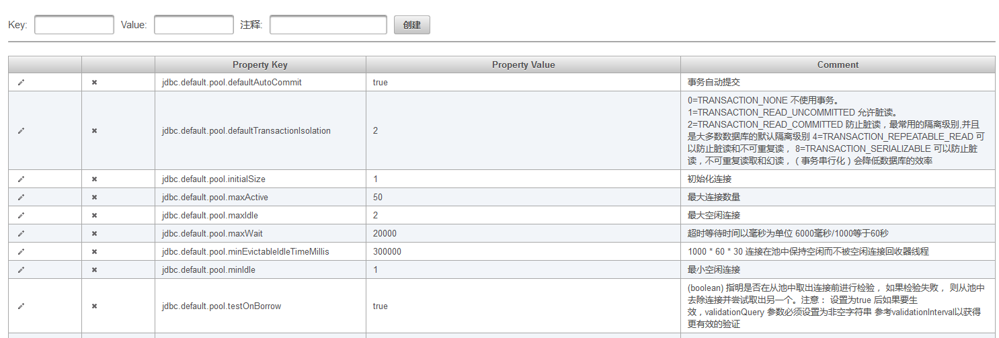 Key: Value: 注释: 创建
Property Key Property Value Comment
jdbc.default.pool.defaultAutoCommit true 事务自动提交
0=TRANSACTION_NONE 不使用事务。
1=TRANSACTION_READ_UNCOMMITTED 允许脏读。
2=TRANSACTION_READ_COMMITTED 防止脏读，最常用的隔离级别,并且
jdbc.default.pool.defaultTransactionIsolation 2 是大多数数据库的默认隔离级别 4=TRANSACTION_REPEATABLE_READ 可
以防止脏读和不可重复读， 8=TRANSACTION_SERIALIZABLE 可以防止脏
读，不可重复读取和幻读，（事务串行化）会降低数据库的效率
jdbc.default.pool.initialSize 1 初始化连接
jdbc.default.pool.maxActive 50 最大连接数量
jdbc.default.pool.maxIdle 2 最大空闲连接
jdbc.default.pool.maxWait 20000 超时等待时间以毫秒为单位 6000毫秒/1000等于60秒
jdbc.default.pool.minEvictableIdleTimeMillis 300000 1000 * 60 * 30 连接在池中保持空闲而不被空闲连接回收器线程
jdbc.default.pool.minIdle 1 最小空闲连接
(boolean) 指明是否在从池中取出连接前进行检验， 如果检验失败， 则从池中
jdbc.default.pool.testOnBorrow true 去除连接并尝试取出另一个。注意： 设置为true 后如果要生
效，validationQuery 参数必须设置为非空字符串 参考validationInterval以获得
更有效的验证